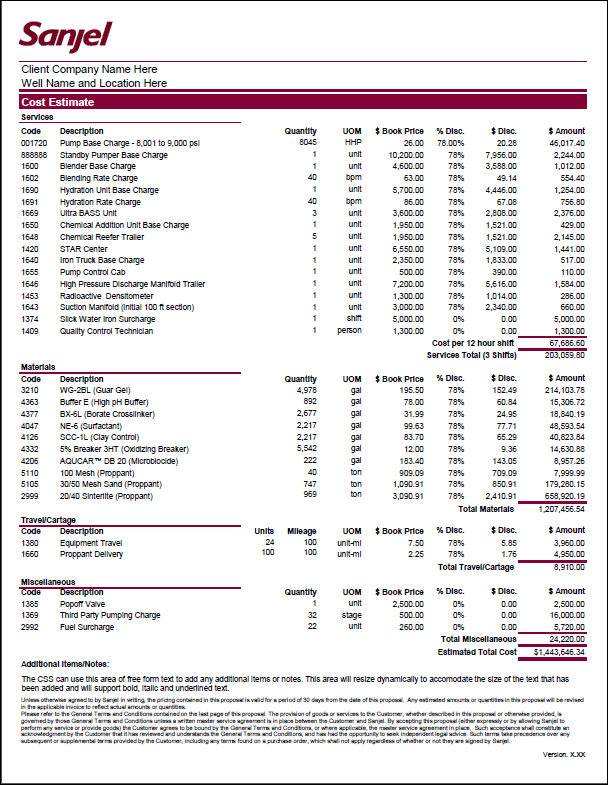 Sanjel
Client Company Name Here
Well Name and Location Here
Cost Estimate
Services
Code Description Quantity UOM $ Book Price % Disc. $ Disc. $ Amount
001720 Pump Base Charge - 8,001 to 9,000 psi 8045 HHP 26.00 78.00% 20.28 46,017.40
888888 Standby Pumper Base Charge 1 unit 10,200.00 78% 7,956.00 2,244.00
1600 Blender Base Charge 1 unit 4,600.00 78% 3,588.00 1,012.00
1602 Blending Rate Charge 40 bpm 63.00 78% 49.14 554.40
1690 Hydration Unit Base Charge 1 unit 5,700.00 78% 4,446.00 1,254.00
1691 Hydration Rate Charge 40 bpm 86.00 78% 67.08 756.80
1669 Ultra BASS Unit 3 unit 3,600.00 78% 2,808.00 2,376.00
1650 Chemical Addition Unit Base Charge 1 unit 1,950.00 78% 1,521.00 429.00
1648 Chemical Reefer Trailer 5 unit 1,950.00 78% 1,521.00 2,145.00
1420 STAR Center 1 unit 6,550.00 78% 5,109.00 1,441.00
1640 Iron Truck Base Charge 1 unit 2,350.00 78% 1,833.00 517.00
1655 Pump Control Cab 1 unit 500.00 78% 390.00 110.00
1646 High Pressure Discharge Manifold Trailer 1 unit 7,200.00 78% 5,616.00 1,584.00
1453 Radioactive Densitometer 1 unit 1,300.00 78% 1,014.00 286.00
1643 Suction Manifold (Initial 100 ft section) 1 unit 3,000.00 78% 2,340.00 660.00
1374 Slick Water Iron Surcharge 1 shift 5,000.00 0% 0.00 5,000.00
1409 Quality Control Technician 1 person 1,300.00 0% 0.00 1,300.00
Cost per 12 hour shift 67,686.60
Services Total (3 Shifts) 203,059.80
Materials
Code Description Quantity UOM $ Book Price % Disc. $ Disc. $ Amount
3210 WG-2BL (Guar Gel) 4,978 gal 195.50 78% 152.49 214,103.78
4363 Buffer E (High pH Buffer) 892 gal 78.00 78% 60.84 15,306.72
4377 BX-6L (Borate Crosslinker) 2,677 gal 31.99 78% 24.95 18,840.19
4047 NE-6 (Surfactant) 2,217 gal 99.63 78% 77.71 48,593.54
4126 SCC-1L (Clay Control) 2,217 gal 83.70 78% 65.29 40,823.84
4332 5% Breaker 3HT (Oxidizing Breaker) 5,542 gal 12.00 78% 9.36 14,630.88
4206 AQUCAR™ DB 20 (Microbiocide) 222 gal 183.40 78% 143.05 8,957.26
5110 100 Mesh (Proppant) 40 ton 909.09 78% 709.09 7,999.99
5105 30/50 Mesh Sand (Proppant) 747 ton 1,090.91 78% 850.91 179,280.15
2999 20/40 Sinterlite (Proppant) 969 ton 3,090.91 78% 2,410.91 658,920.19
Total Materials 1,207,456.54
Travel/Cartage
Code Description Units Mileage UOM $ Book Price % Disc. $ Disc. $ Amount
1380 Equipment Travel 24 100 unit-mi 7.50 78% 5.85 3,960.00
1660 Proppant Delivery 100 100 unit-mi 2.25 78% 1.76 4,950.00
Total Travel/Cartage 8,910.00
Miscellaneous
Code Description Quantity UOM $ Book Price % Disc. $ Disc. $ Amount
1385 Popoff Valve 1 unit 2,500.00 0% 0.00 2,500.00
1369 Third Party Pumping Charge 32 stage 500.00 0% 0.00 16,000.00
2992 Fuel Surcharge 22 unit 260.00 0% 0.00 5,720.00
Total Miscellaneous 24,220.00
Estimated Total Cost $1,443,646.34
Additional Items/Notes:
The CSS can use this area of free form text to add any additional items or notes. This area will resize dynamically to accomodate the size of the text that has
been added and will support bold, italic and underlined text.
Unless otherwise agreed to by Sanjel in writing, the pricing contained in this proposal is valid for a period of 30 days from the date of this proposal. Any estimated amounts or quantities in this proposal will be revised
in the applicable invoice to reflect actual amounts or quantities.
Please refer to the General Terms and Conditions contained on the last page of this proposal. The provision of goods or services to the Customer, whether described in this proposal or otherwise provided, is
governed by those General Terms and Conditions unless a written master service agreement is in place between the Customer and Sanjel. By accepting this proposal (either expressly or by allowing Sanjel to
perform any service or provide goods) the Customer agrees to be bound by the General Terms and Conditions, or where applicable, the master service agreement in place. Such acceptance shall constitute an
acknowledgment by the Customer that it has reviewed and understands the General Terms and Conditions, and has had the opportunity to seek independent legal advice. Such terms take precedence over any
subsequent or supplemental terms provided by the Customer, including any terms found on a purchase order, which shall not apply regardless of whether or not they are signed by Sanjel.
Version. X.XX